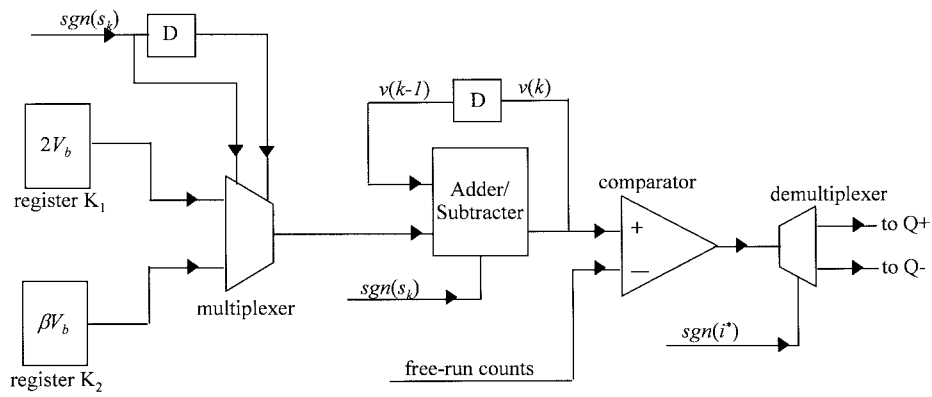 sgn(s_k)
D
2V_b
register K_1
βV_b
register K_2
multiplexer
v(k-1)
D
v(k)
Adder/
Subtracter
sgn(s_k)
free-run counts
comparator
+
—
demultiplexer
to Q+
to Q-
sgn(i*)